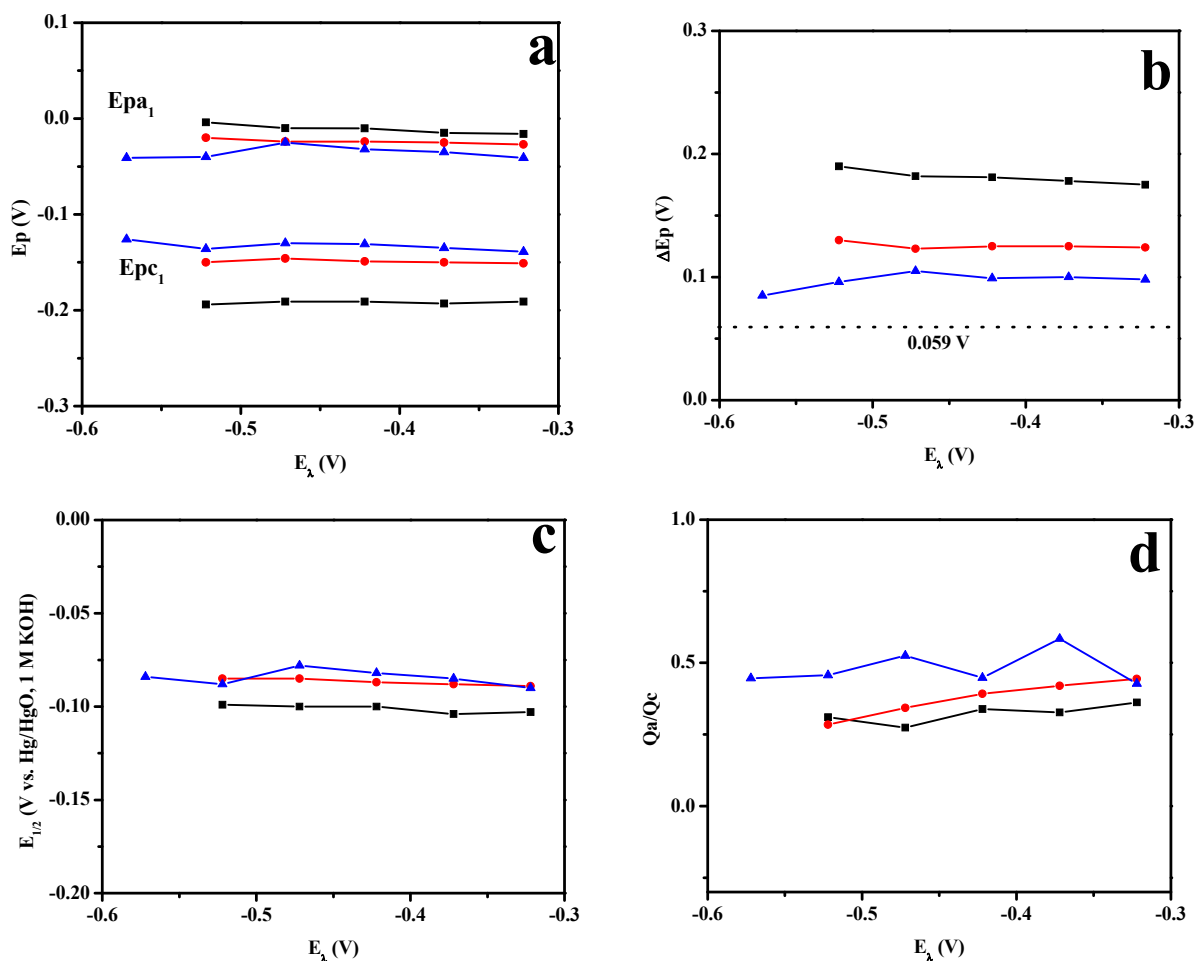 a
0.1
0.0
-0.1
-0.2
-0.3
Ep (V)
Epa1
Epc1
-0.6 -0.5 -0.4 -0.3
Eλ (V)
b
0.3
0.2
0.1
0.0
ΔEp (V)
0.059 V
-0.6 -0.5 -0.4 -0.3
Eλ (V)
c
0.00
-0.05
-0.10
-0.15
-0.20
E1/2 (V vs. Hg/HgO, 1 M KOH)
-0.6 -0.5 -0.4 -0.3
Eλ (V)
d
1.0
0.5
0.0
Qa/Qc
-0.6 -0.5 -0.4 -0.3
Eλ (V)